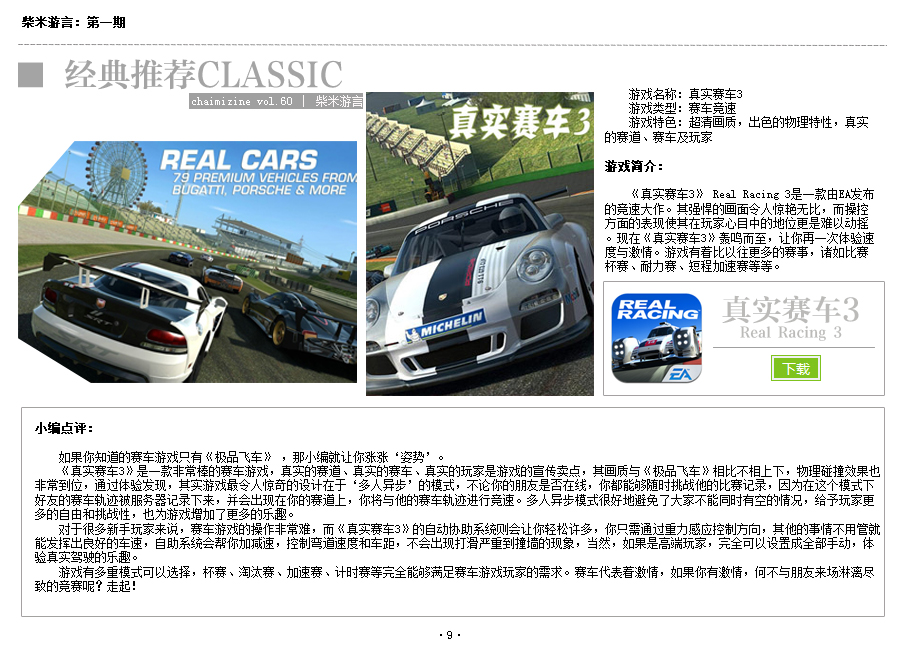 柴米游言：第一期
经典推荐CLASSIC
chaimizine vol.60 | 柴米游言
REAL CARS
79 PREMIUM VEHICLES FROM
BUGATTI, PORSCHE & MORE
真实赛车3
PORSCHE
MICHELIN
游戏名称：真实赛车3
游戏类型：赛车竞速
游戏特色：超清画质，出色的物理特性，真实
的赛道、赛车及玩家
游戏简介：
《真实赛车3》 Real Racing 3是一款由EA发布
的竞速大作。其强悍的画面令人惊艳无比，而操控
方面的表现使其在玩家心目中的地位更是难以动摇
。现在《真实赛车3》轰鸣而至，让你再一次体验速
度与激情。游戏有着比以往更多的赛事，诸如比赛
杯赛、耐力赛、短程加速赛等等。
REAL
RACING
EA
真实赛车3
Real Racing 3
下载
小编点评：
如果你知道的赛车游戏只有《极品飞车》 ，那小编就让你涨涨‘姿势’。
《真实赛车3》是一款非常棒的赛车游戏，真实的赛道、真实的赛车、真实的玩家是游戏的宣传卖点，其画质与《极品飞车》相比不相上下，物理碰撞效果也
非常到位，通过体验发现，其实游戏最令人惊奇的设计在于‘多人异步’的模式，不论你的朋友是否在线，你都能够随时挑战他的比赛记录，因为在这个模式下
好友的赛车轨迹被服务器记录下来，并会出现在你的赛道上，你将与他的赛车轨迹进行竞速。多人异步模式很好地避免了大家不能同时有空的情况，给予玩家更
多的自由和挑战性，也为游戏增加了更多的乐趣。
对于很多新手玩家来说，赛车游戏的操作非常难，而《真实赛车3》的自动协助系统则会让你轻松许多，你只需通过重力感应控制方向，其他的事情不用管就
能发挥出良好的车速，自助系统会帮你加减速，控制弯道速度和车距，不会出现打滑严重到撞墙的现象，当然，如果是高端玩家，完全可以设置成全部手动，体
验真实驾驶的乐趣。
游戏有多重模式可以选择，杯赛、淘汰赛、加速赛、计时赛等完全能够满足赛车游戏玩家的需求。赛车代表着激情，如果你有激情，何不与朋友来场淋漓尽
致的竞赛呢？走起！
·9·